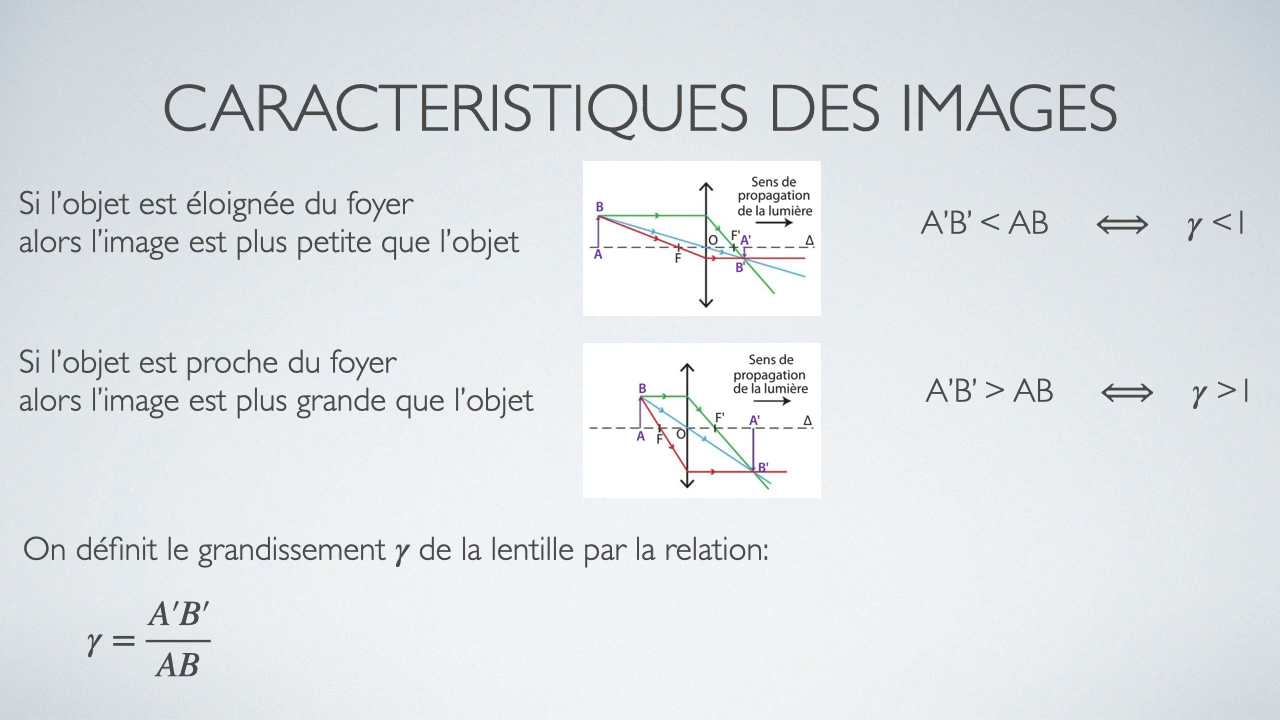 CARACTERISTIQUES DES IMAGES
Si l'objet est éloignée du foyer
alors l'image est plus petite que l'objet
Sens de
propagation
de la lumière
B
O
F'
A'
Δ
A
F
B'
A'B' < AB ⟺ γ < 1
Si l'objet est proche du foyer
alors l'image est plus grande que l'objet
Sens de
propagation
de la lumière
B
F'
A'
Δ
A
F
O
B'
A'B' > AB ⟺ γ > 1
On définit le grandissement γ de la lentille par la relation:
γ = A'B' / AB